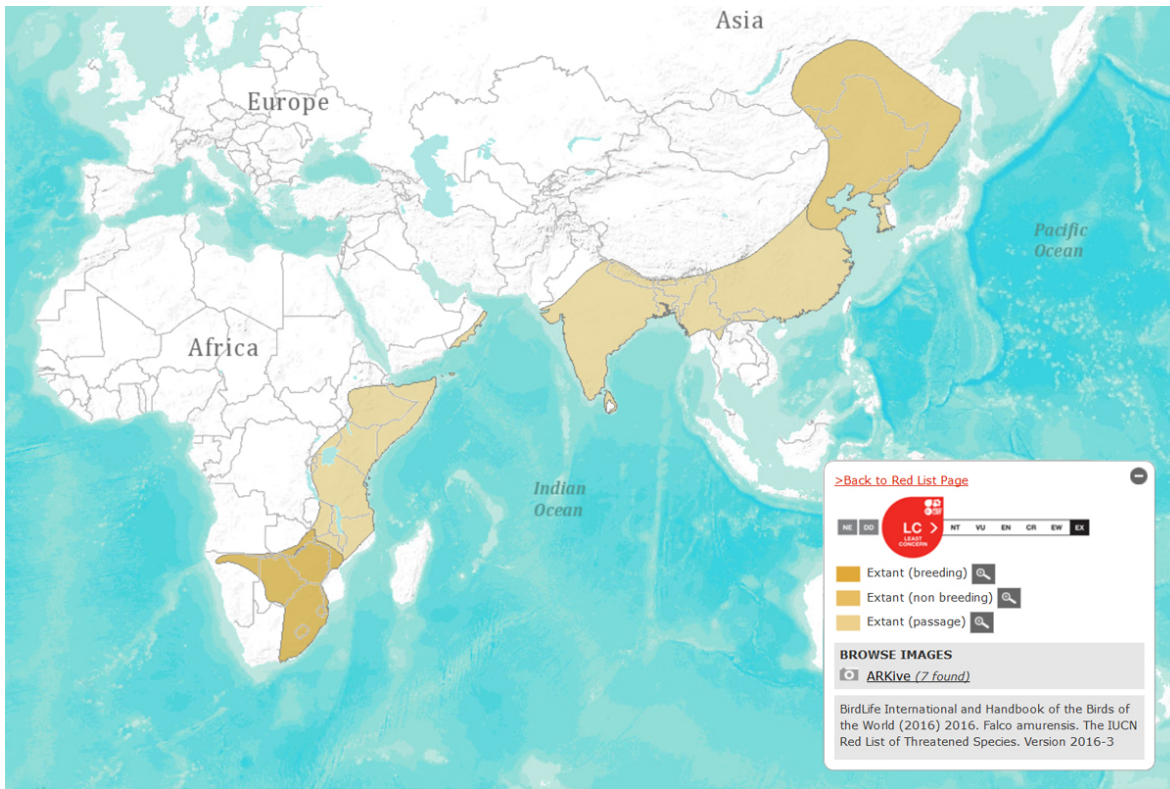 Asia
Europe
Pacific
Ocean
Africa
Indian
Ocean
>Back to Red List Page
NE DD LC > NT VU EN CR EW EX
LEAST
CONCERN
Extant (breeding)
Extant (non breeding)
Extant (passage)
BROWSE IMAGES
ARKive (7 found)
BirdLife International and Handbook of the Birds of
the World (2016) 2016. Falco amurensis. The IUCN
Red List of Threatened Species. Version 2016-3